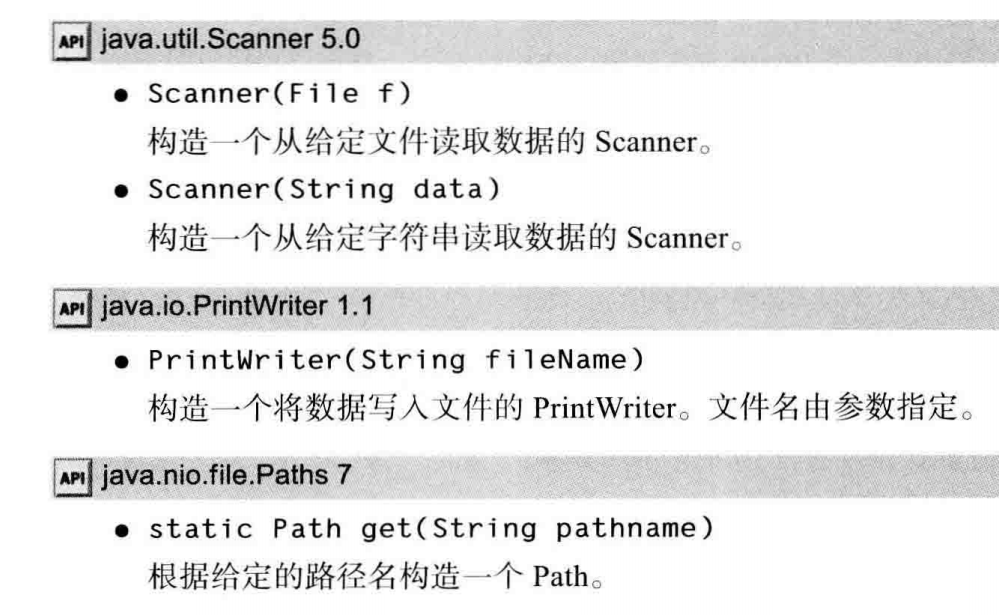 API java.util.Scanner 5.0
● Scanner(File f)
构造一个从给定文件读取数据的 Scanner。
● Scanner(String data)
构造一个从给定字符串读取数据的 Scanner。
API java.io.PrintWriter 1.1
● PrintWriter(String fileName)
构造一个将数据写入文件的 PrintWriter。文件名由参数指定。
API java.nio.file.Paths 7
● static Path get(String pathname)
根据给定的路径名构造一个 Path。